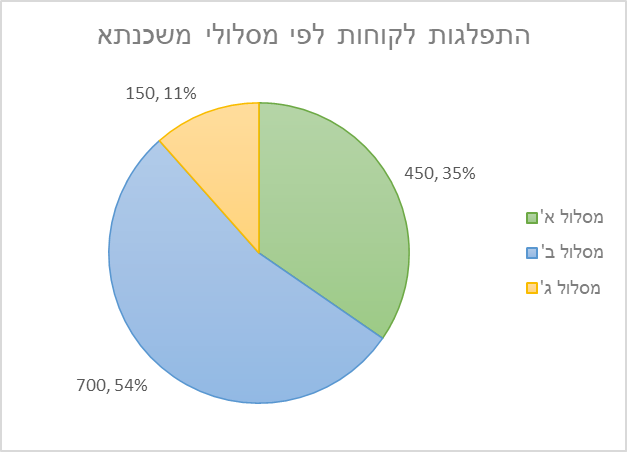 התפלגות לקוחות לפי מסלולי משכנתא
150, 11%
450, 35%
700, 54%
מסלול א'
מסלול ב'
מסלול ג'